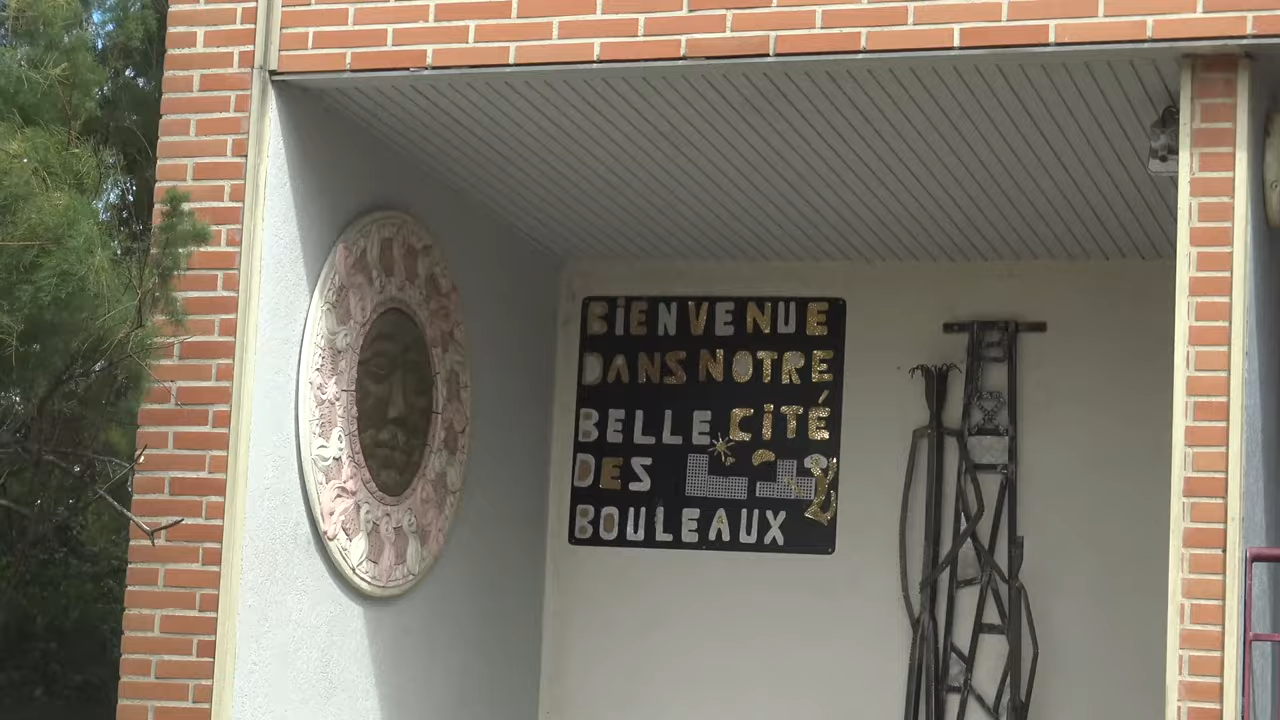 BiENVENUE
DANS NOTRE
BELLE CiTÉ
DES
BOULEAUX